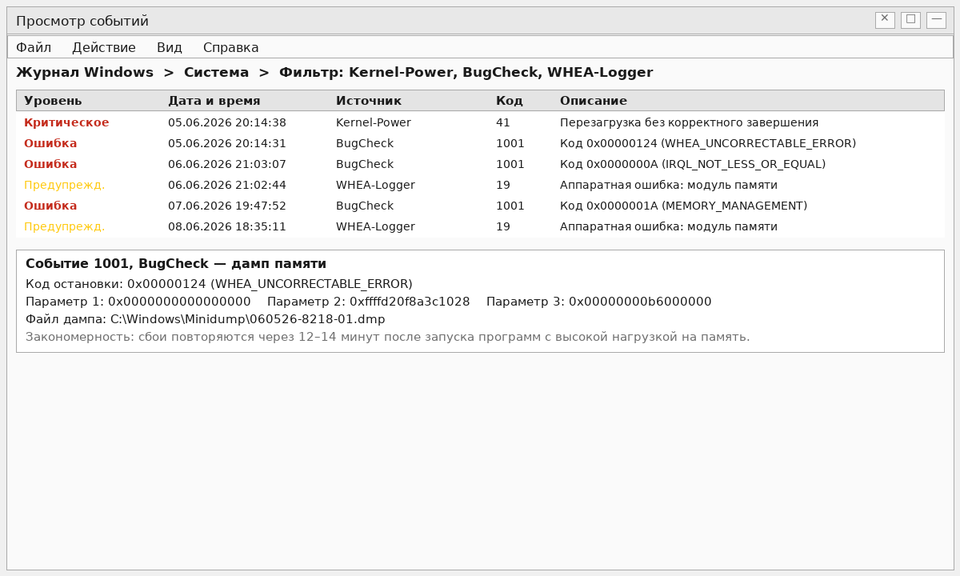 Просмотр событий
Файл Действие Вид Справка
Журнал Windows > Система > Фильтр: Kernel-Power, BugCheck, WHEA-Logger
Уровень Дата и время Источник Код Описание
Критическое 05.06.2026 20:14:38 Kernel-Power 41 Перезагрузка без корректного завершения
Ошибка 05.06.2026 20:14:31 BugCheck 1001 Код 0x00000124 (WHEA_UNCORRECTABLE_ERROR)
Ошибка 06.06.2026 21:03:07 BugCheck 1001 Код 0x0000000A (IRQL_NOT_LESS_OR_EQUAL)
Предупрежд. 06.06.2026 21:02:44 WHEA-Logger 19 Аппаратная ошибка: модуль памяти
Ошибка 07.06.2026 19:47:52 BugCheck 1001 Код 0x0000001A (MEMORY_MANAGEMENT)
Предупрежд. 08.06.2026 18:35:11 WHEA-Logger 19 Аппаратная ошибка: модуль памяти
Событие 1001, BugCheck — дамп памяти
Код остановки: 0x00000124 (WHEA_UNCORRECTABLE_ERROR)
Параметр 1: 0x0000000000000000 Параметр 2: 0xffffd20f8a3c1028 Параметр 3: 0x00000000b6000000
Файл дампа: C:\Windows\Minidump\060526-8218-01.dmp
Закономерность: сбои повторяются через 12–14 минут после запуска программ с высокой нагрузкой на память.